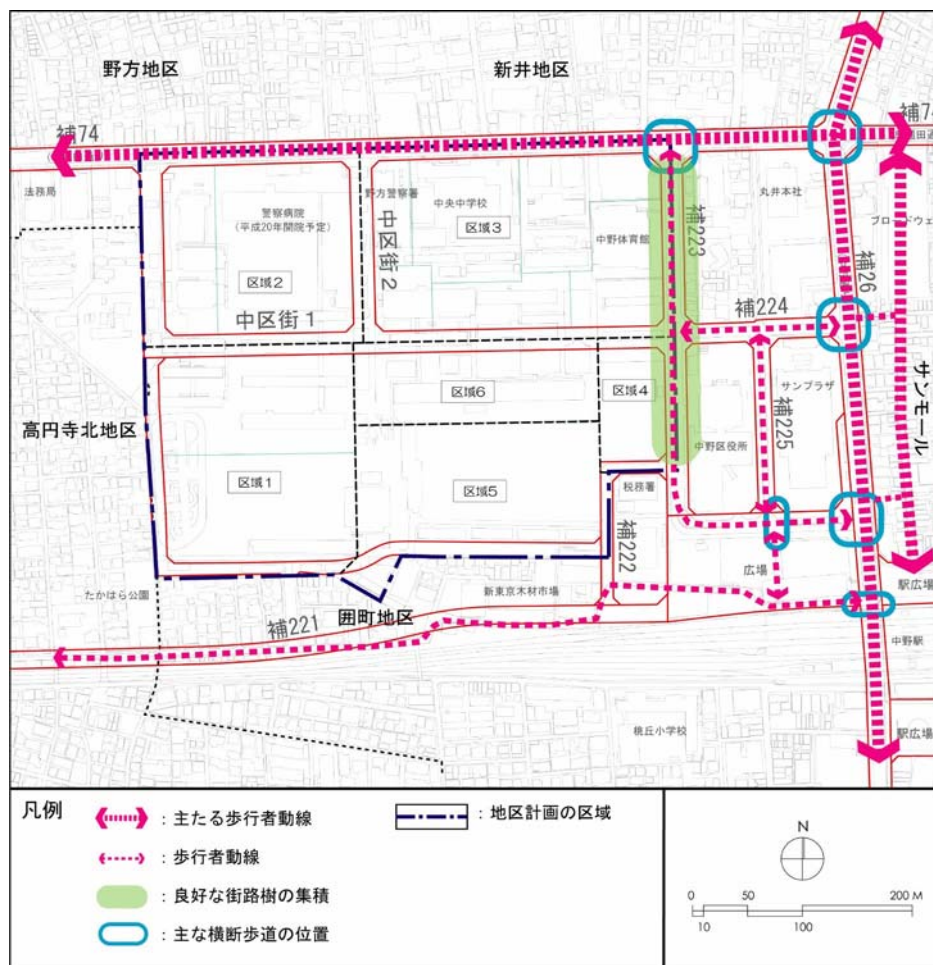 野方地区
新井地区
補74
補74
法務局
警察病院
(平成20年開院予定)
野方警察署
中央中学校
丸井本社
中区街2
区域3
中野体育館
補223
区域2
補26
中区街1
補224
区域6
区域4
サンプラザ
サンモール
高円寺北地区
中野区役所
補225
区域1
区域5
税務署
補222
広場
駅広場
たかはら公園
新東京木材市場
囲町地区
補221
中野駅
桃丘小学校
駅広場
凡例
:主たる歩行者動線
:歩行者動線
:良好な街路樹の集積
:主な横断歩道の位置
:地区計画の区域
N
0 50 200 M
10 100